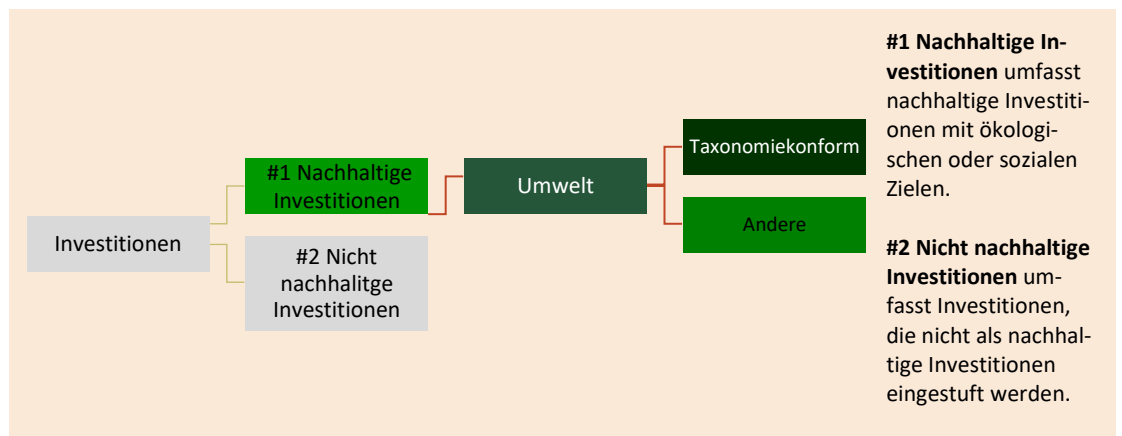 Investitionen
#1 Nachhaltige
Investitionen
#2 Nicht
nachhalitge
Investitionen
Umwelt
Taxonomiekonform
Andere
#1 Nachhaltige In-
vestitionen umfasst
nachhaltige Investiti-
onen mit ökologi-
schen oder sozialen
Zielen.
#2 Nicht nachhaltige
Investitionen um-
fasst Investitionen,
die nicht als nachhal-
tige Investitionen
eingestuft werden.